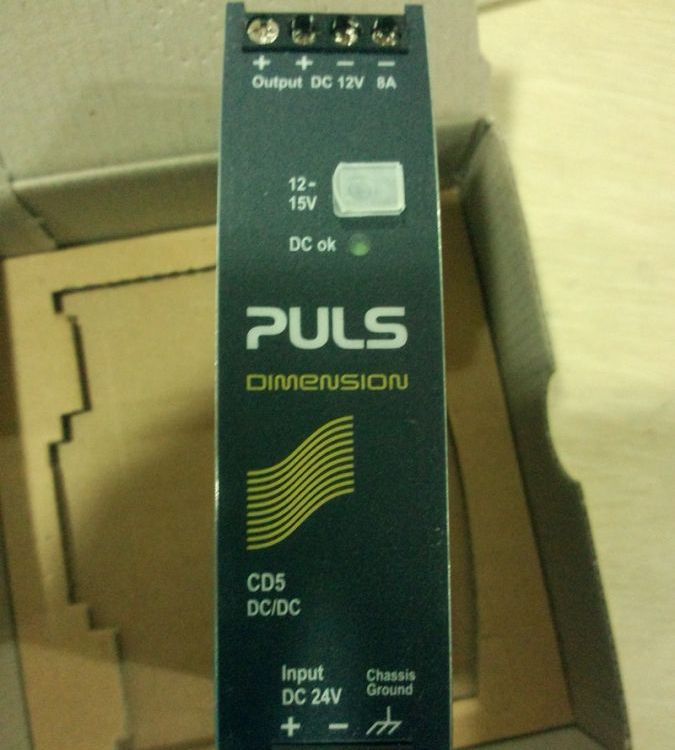 + + − −
Output DC 12V 8A
12-
15V
DC ok
PULS
DIMENSION
CD5
DC/DC
Input
DC 24V
Chassis
Ground
+ −